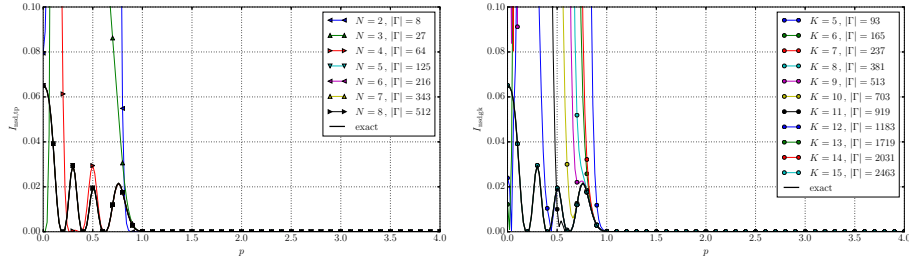 I_{nsd,tp}
0.10
0.08
0.06
0.04
0.02
0.00
0.0 0.5 1.0 1.5 2.0 2.5 3.0 3.5 4.0
p
N = 2 , |Γ| = 8
N = 3 , |Γ| = 27
N = 4 , |Γ| = 64
N = 5 , |Γ| = 125
N = 6 , |Γ| = 216
N = 7 , |Γ| = 343
N = 8 , |Γ| = 512
exact
I_{nsd,gk}
0.10
0.08
0.06
0.04
0.02
0.00
0.0 0.5 1.0 1.5 2.0 2.5 3.0 3.5 4.0
p
K = 5 , |Γ| = 93
K = 6 , |Γ| = 165
K = 7 , |Γ| = 237
K = 8 , |Γ| = 381
K = 9 , |Γ| = 513
K = 10 , |Γ| = 703
K = 11 , |Γ| = 919
K = 12 , |Γ| = 1183
K = 13 , |Γ| = 1719
K = 14 , |Γ| = 2031
K = 15 , |Γ| = 2463
exact